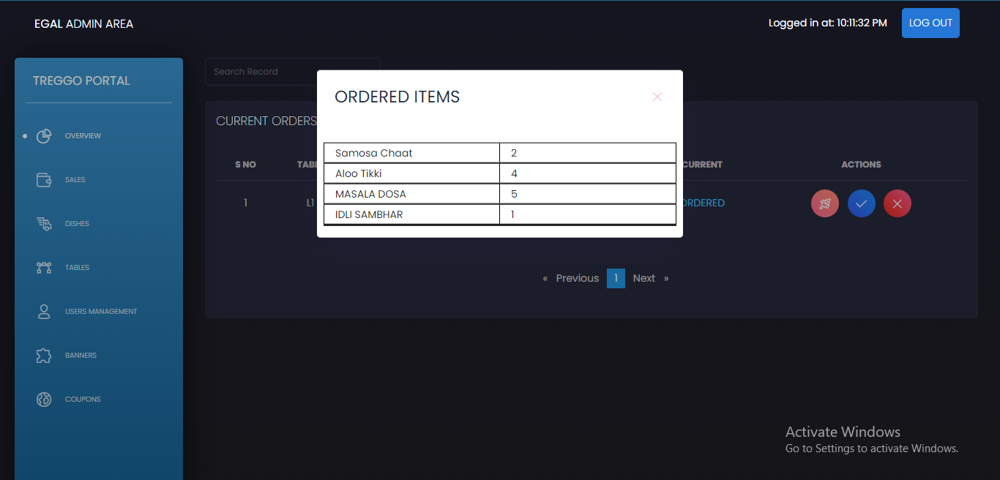 EGAL ADMIN AREA
Logged in at: 10:11:32 PM
LOG OUT
TREGGO PORTAL
OVERVIEW
SALES
DISHES
TABLES
USERS MANAGEMENT
BANNERS
COUPONS
Search Record
CURRENT ORDERS
S NO
CURRENT
ACTIONS
1 L1 ORDERED
« Previous 1 Next »
ORDERED ITEMS
Samosa Chaat 2
Aloo Tikki 4
MASALA DOSA 5
IDLI SAMBHAR 1
Activate Windows
Go to Settings to activate Windows.